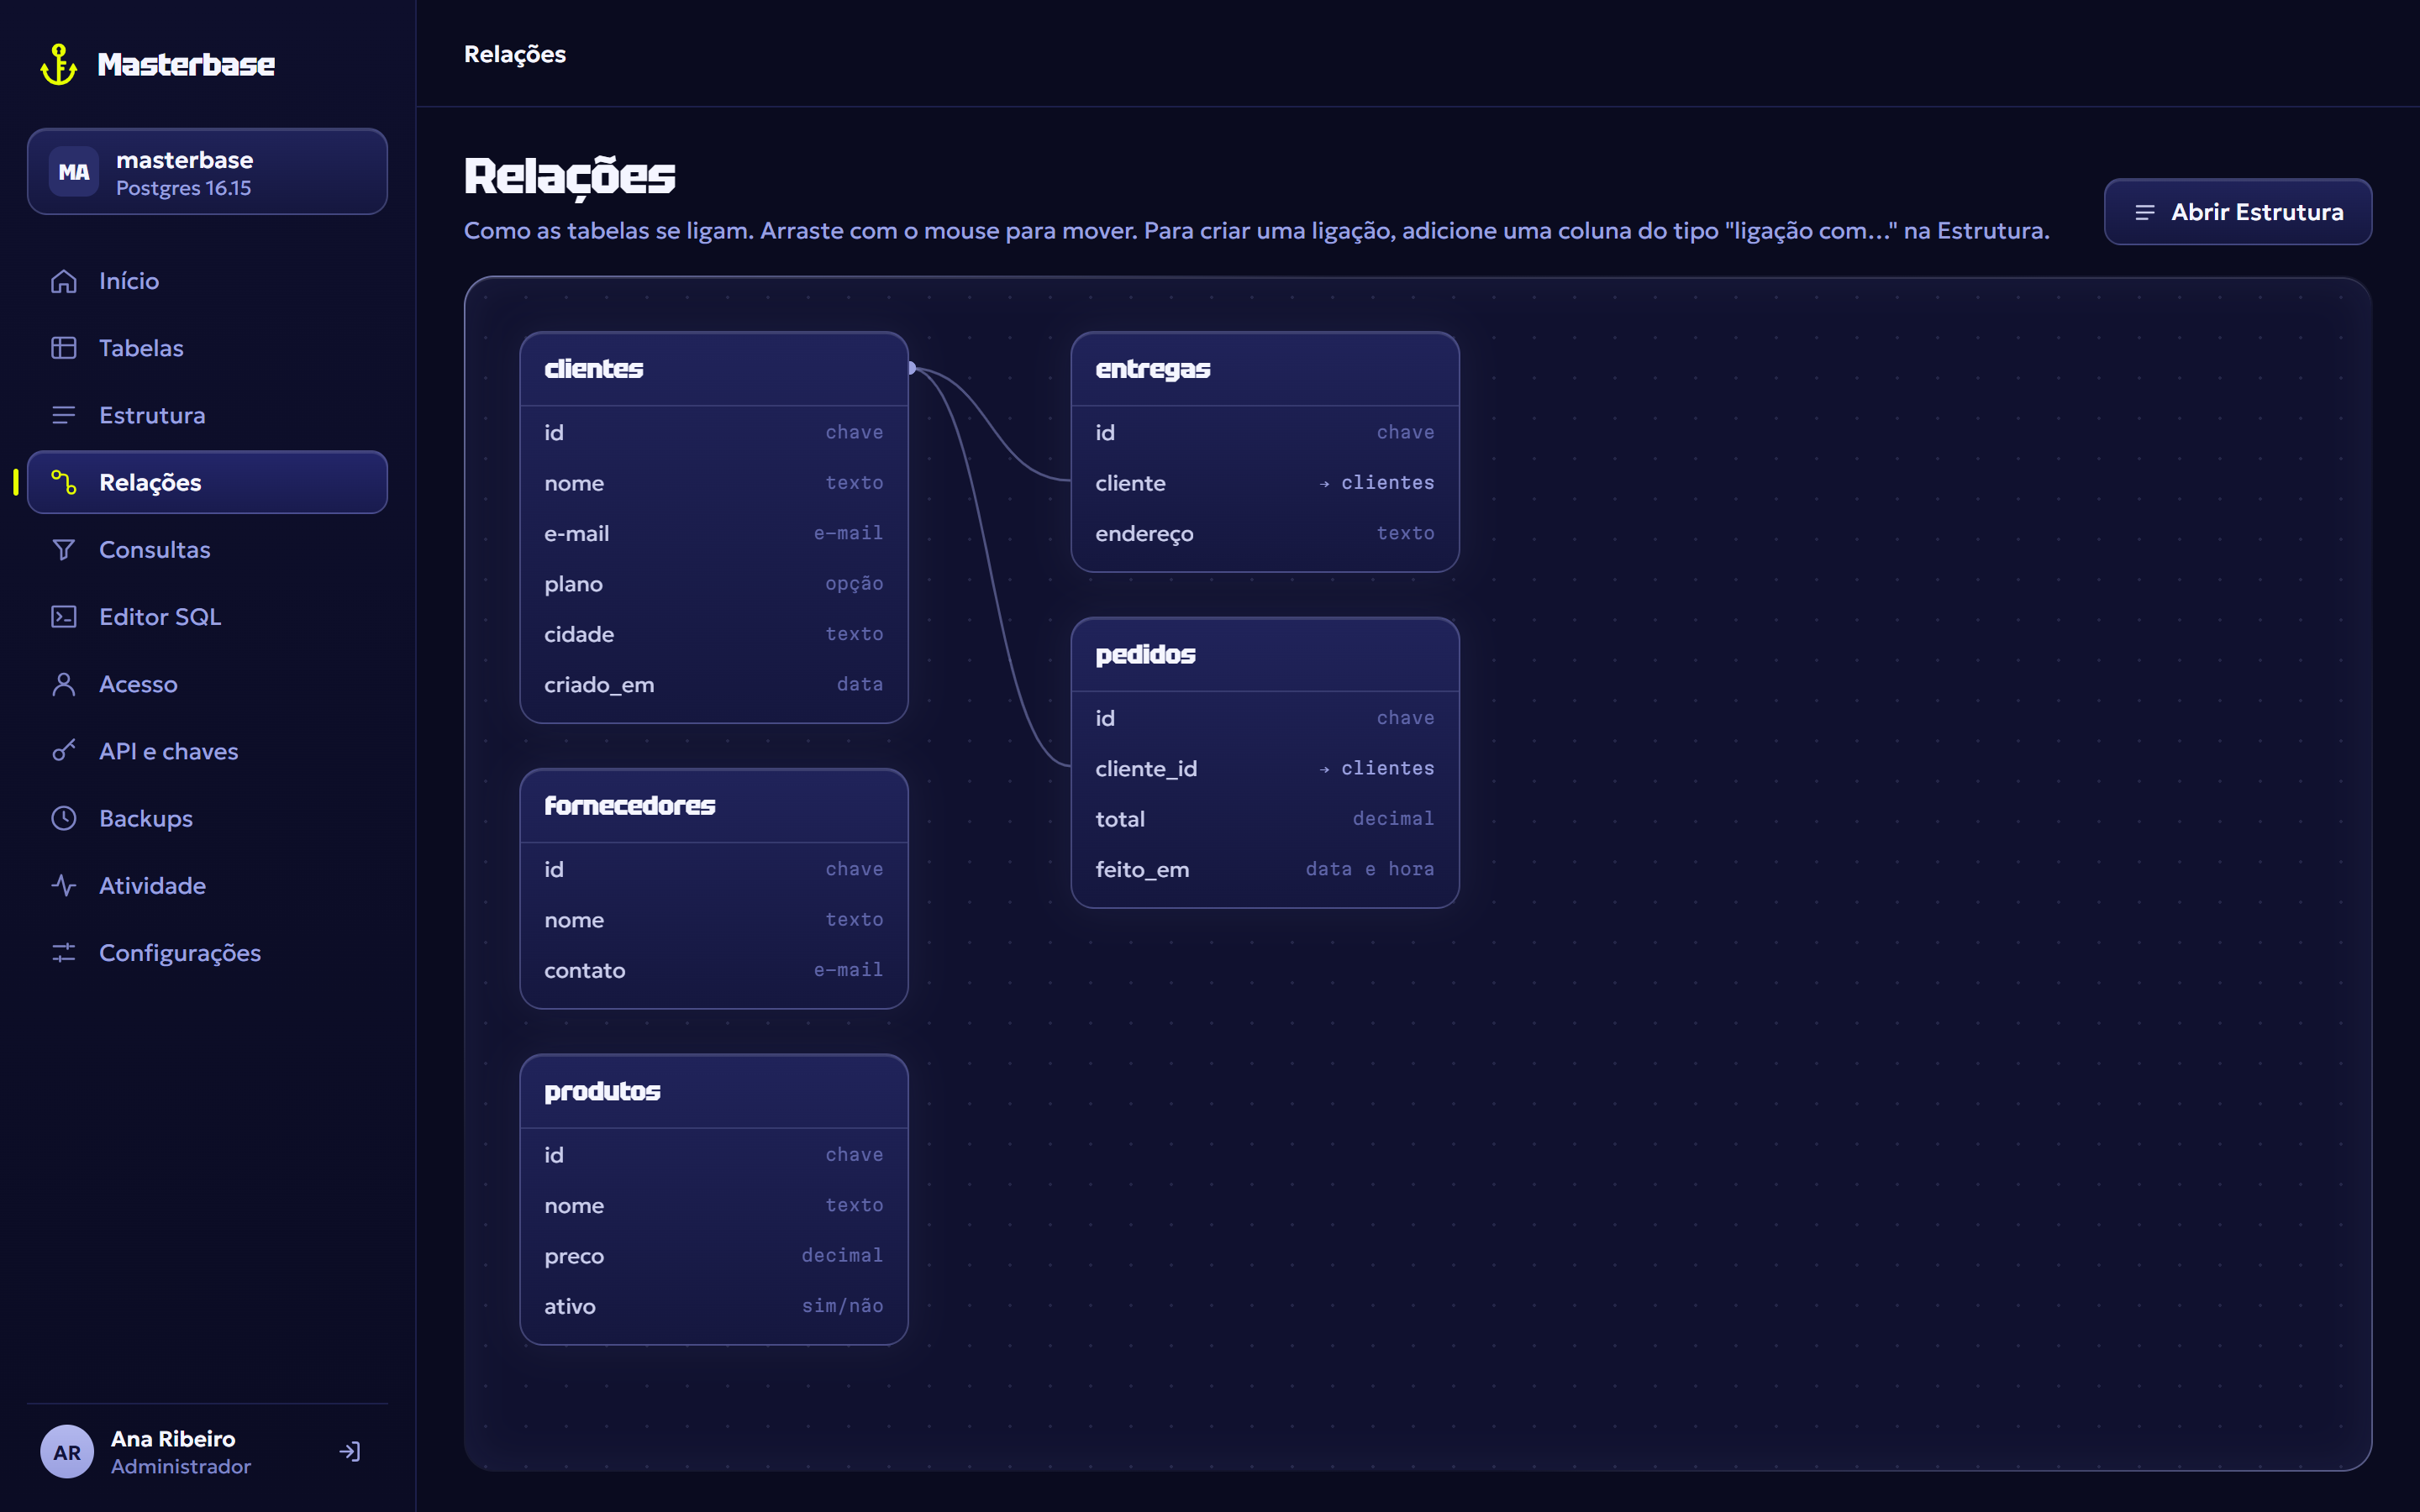 Masterbase
MA
masterbase
Postgres 16.15
Início
Tabelas
Estrutura
Relações
Consultas
Editor SQL
Acesso
API e chaves
Backups
Atividade
Configurações
AR
Ana Ribeiro
Administrador
Relações
Relações
Como as tabelas se ligam. Arraste com o mouse para mover. Para criar uma ligação, adicione uma coluna do tipo "ligação com..." na Estrutura.
Abrir Estrutura
clientes
id chave
nome texto
e-mail e-mail
plano opção
cidade texto
criado_em data
fornecedores
id chave
nome texto
contato e-mail
produtos
id chave
nome texto
preco decimal
ativo sim/não
entregas
id chave
cliente → clientes
endereço texto
pedidos
id chave
cliente_id → clientes
total decimal
feito_em data e hora